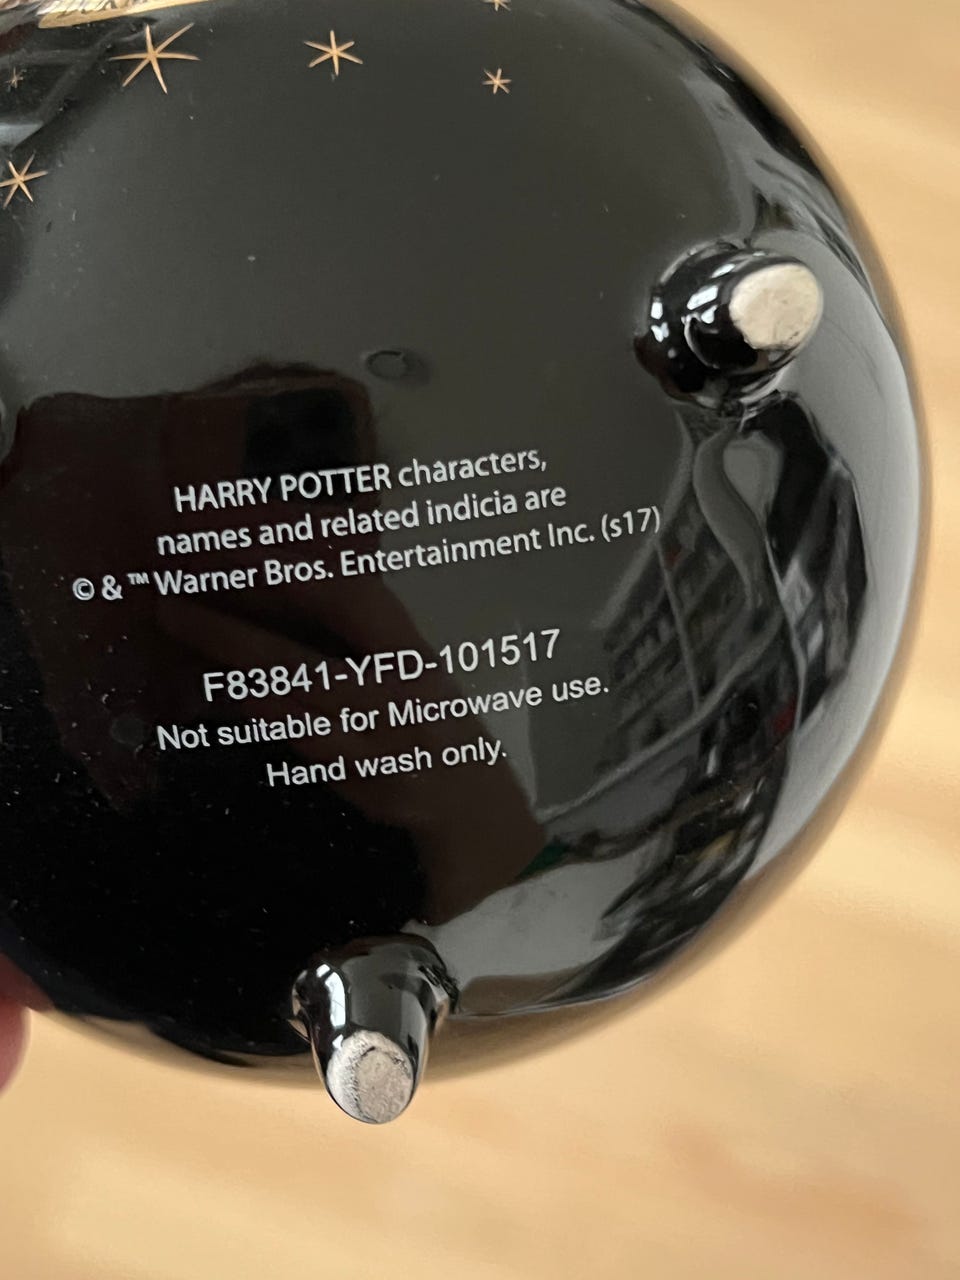 HARRY POTTER characters,
names and related indicia are
© & ™ Warner Bros. Entertainment Inc. (s17)
F83841-YFD-101517
Not suitable for Microwave use.
Hand wash only.